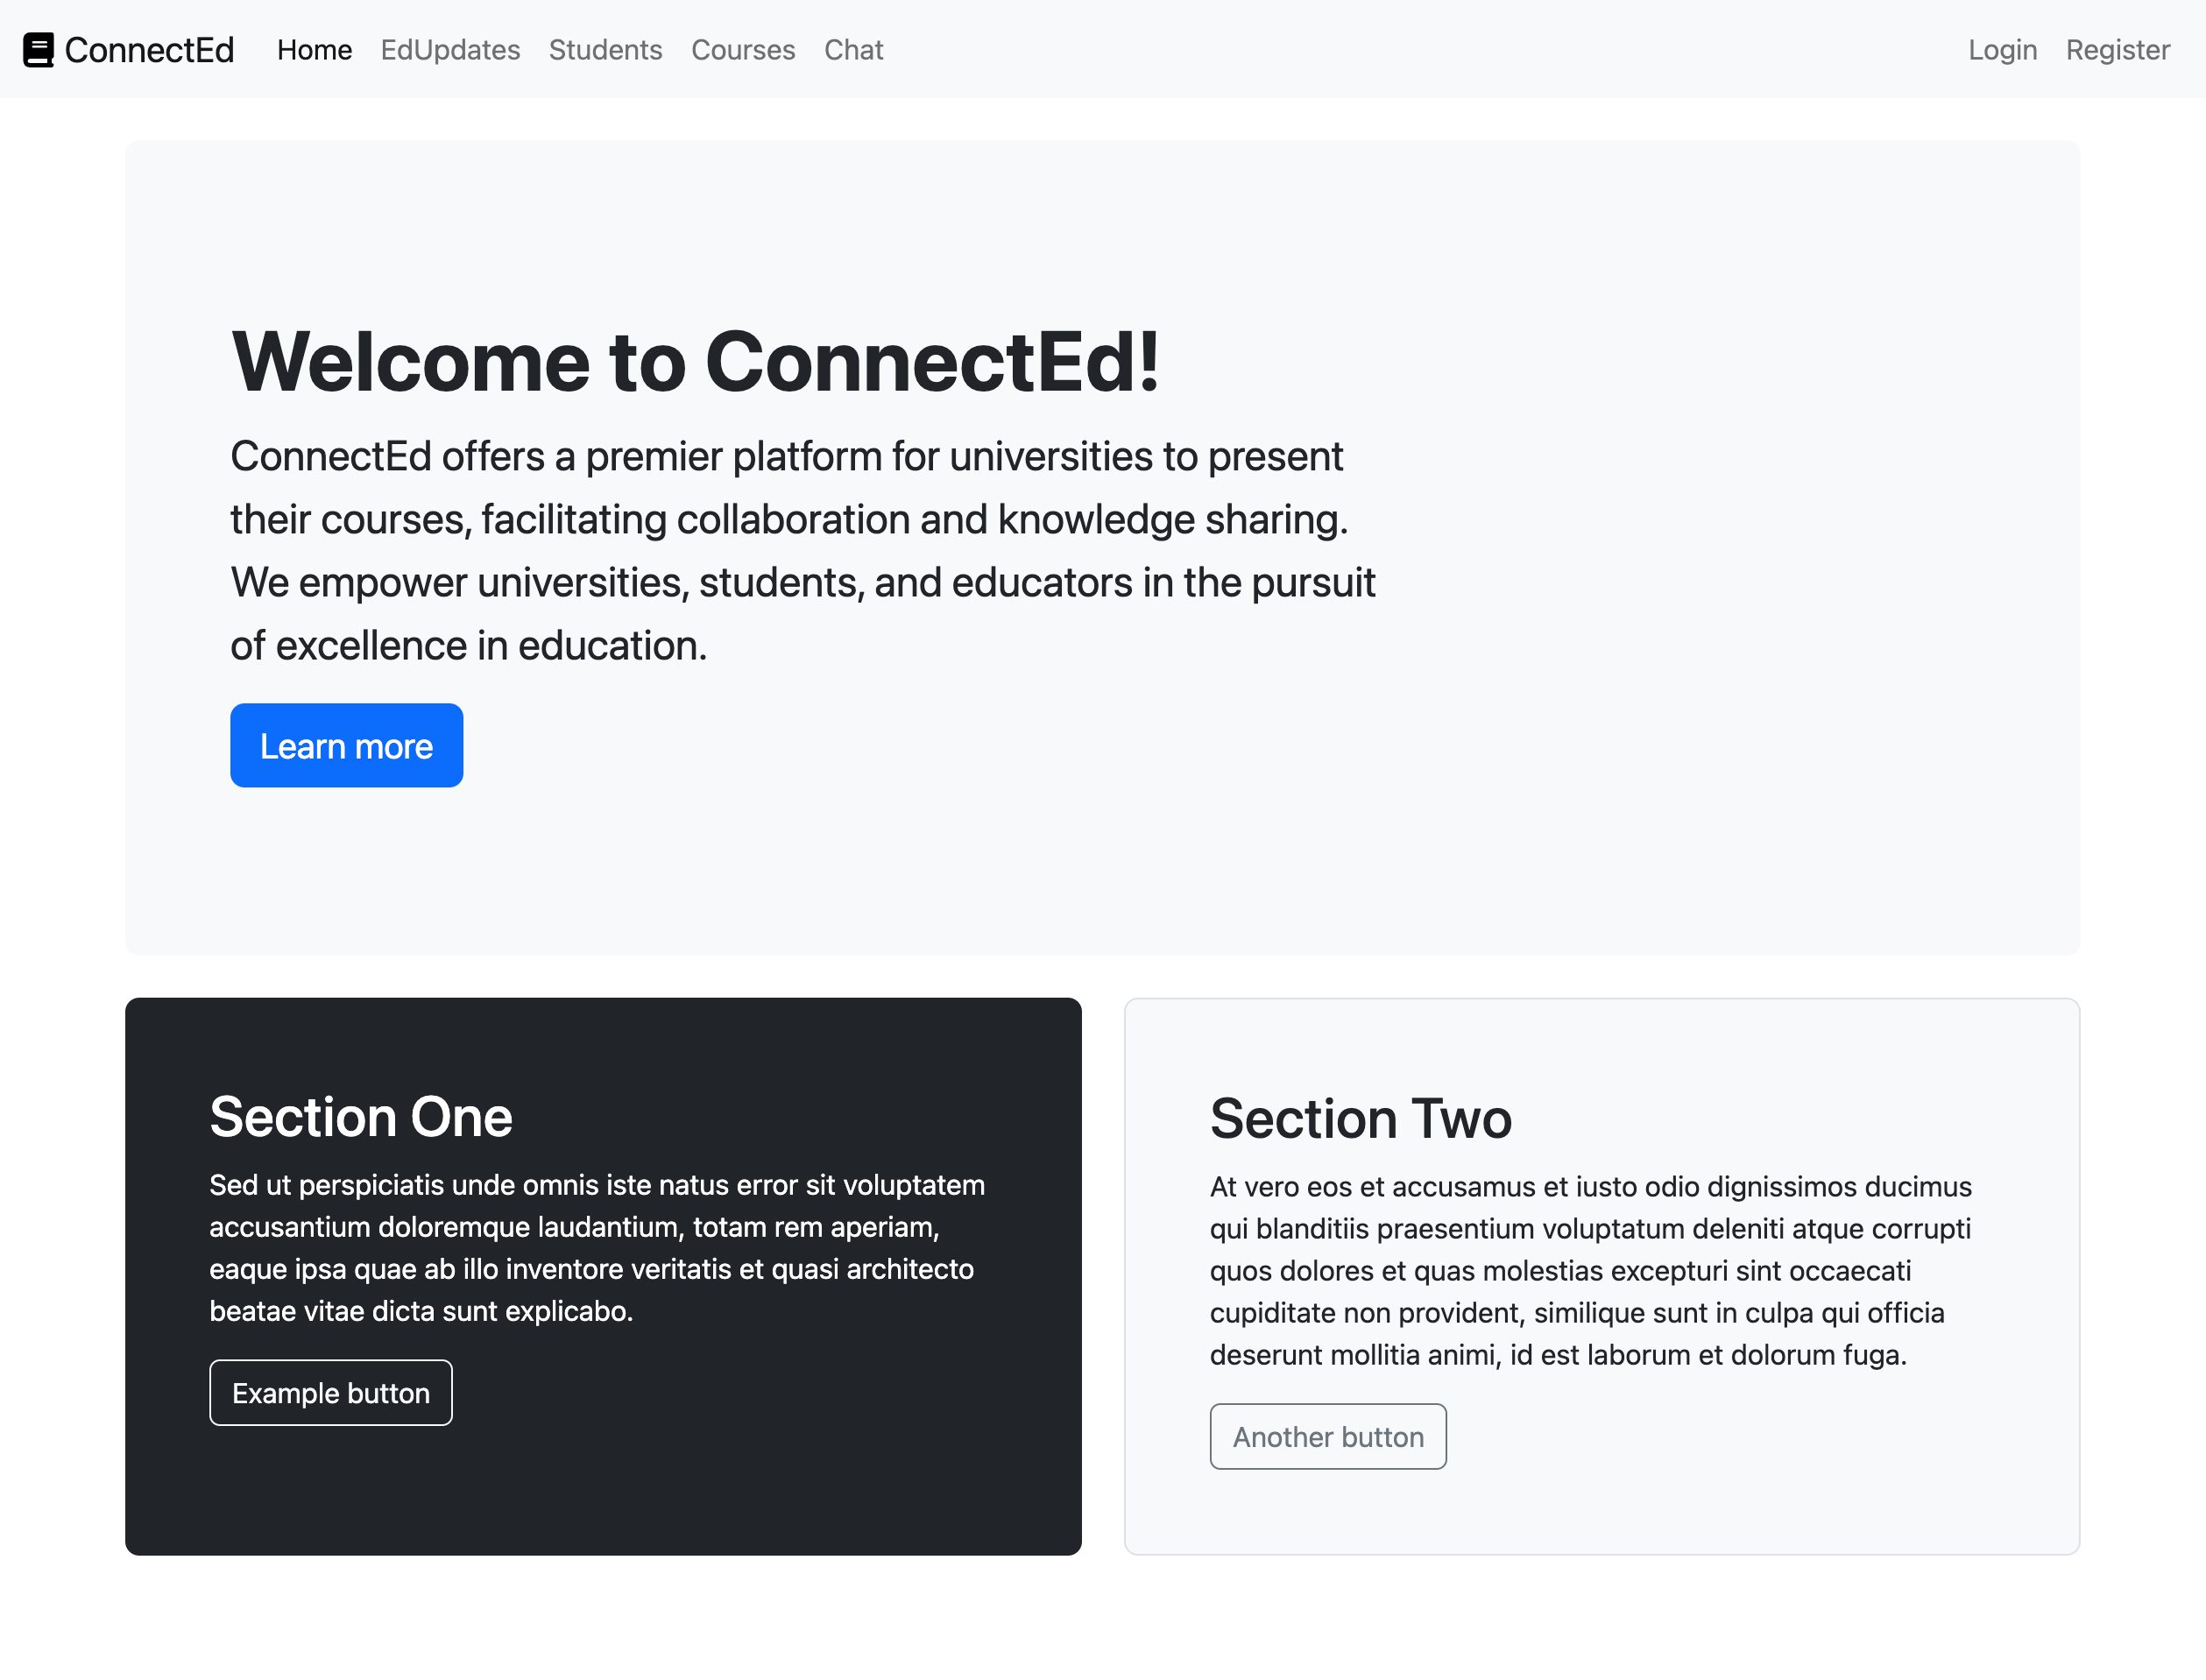 ConnectEd Home EdUpdates Students Courses Chat Login Register
Welcome to ConnectEd!
ConnectEd offers a premier platform for universities to present
their courses, facilitating collaboration and knowledge sharing.
We empower universities, students, and educators in the pursuit
of excellence in education.
Learn more
Section One
Sed ut perspiciatis unde omnis iste natus error sit voluptatem
accusantium doloremque laudantium, totam rem aperiam,
eaque ipsa quae ab illo inventore veritatis et quasi architecto
beatae vitae dicta sunt explicabo.
Example button
Section Two
At vero eos et accusamus et iusto odio dignissimos ducimus
qui blanditiis praesentium voluptatum deleniti atque corrupti
quos dolores et quas molestias excepturi sint occaecati
cupiditate non provident, similique sunt in culpa qui officia
deserunt mollitia animi, id est laborum et dolorum fuga.
Another button